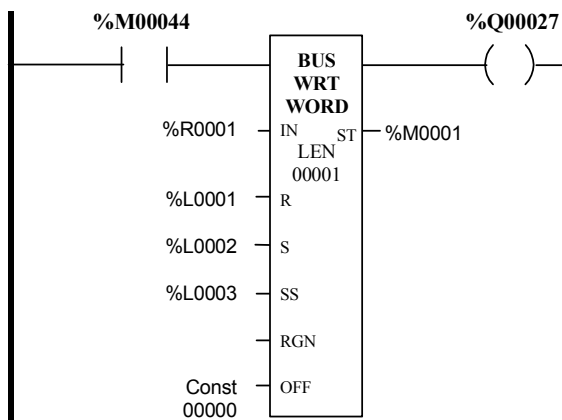 %M00044
%Q00027
BUS
WRT
WORD
%R0001 IN ST %M0001
LEN
00001
%L0001 R
%L0002 S
%L0003 SS
RGN
Const OFF
00000